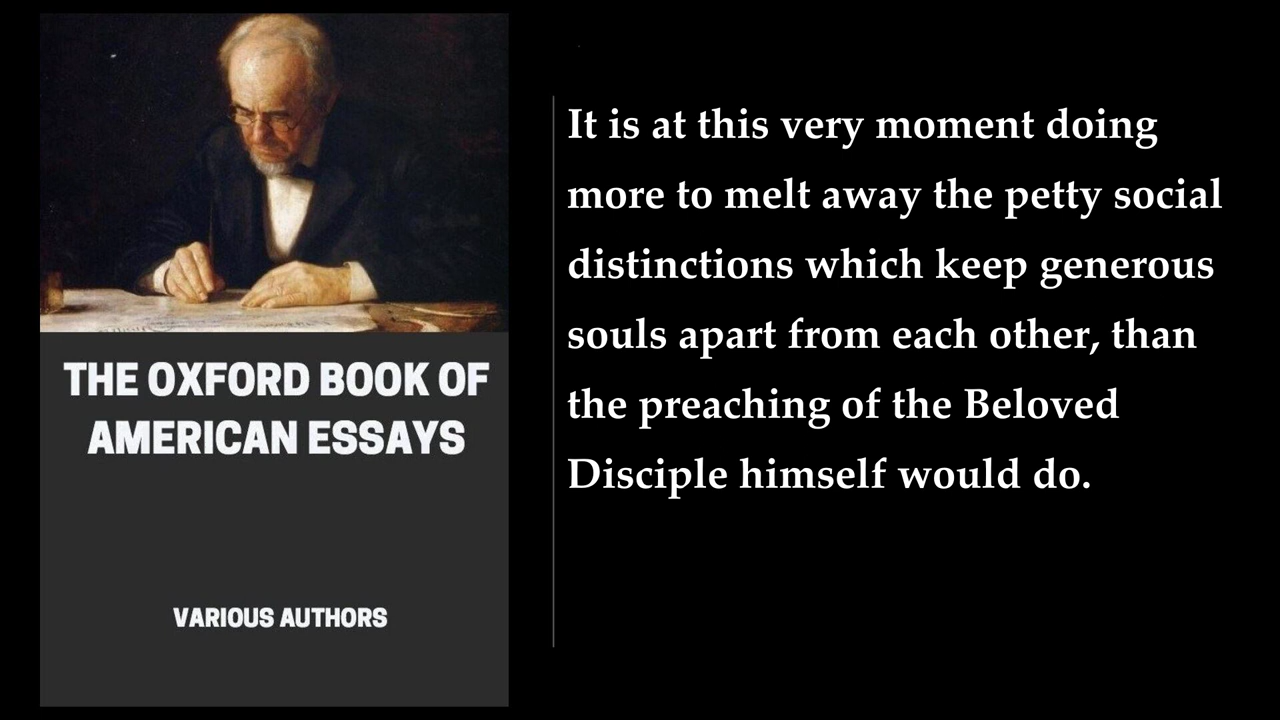 THE OXFORD BOOK OF
AMERICAN ESSAYS
VARIOUS AUTHORS
It is at this very moment doing
more to melt away the petty social
distinctions which keep generous
souls apart from each other, than
the preaching of the Beloved
Disciple himself would do.